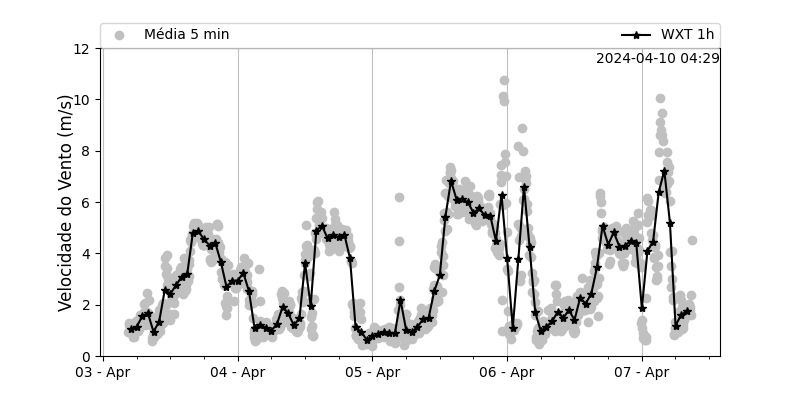 Média 5 min
WXT 1h
2024-04-10 04:29
12
10
8
6
4
2
0
Velocidade do Vento (m/s)
03 - Apr
04 - Apr
05 - Apr
06 - Apr
07 - Apr